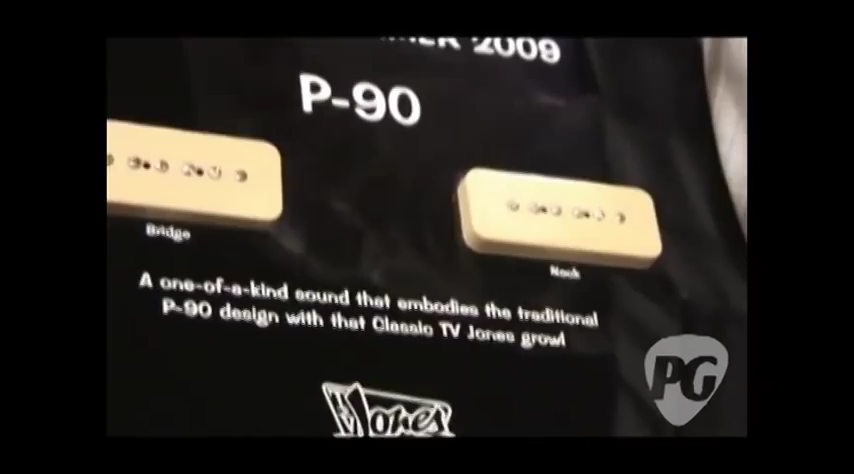 2009
P-90
Bridge
Neck
A one-of-a-kind sound that embodies the traditional
P-90 design with that Classic TV Jones growl
Jones
PG